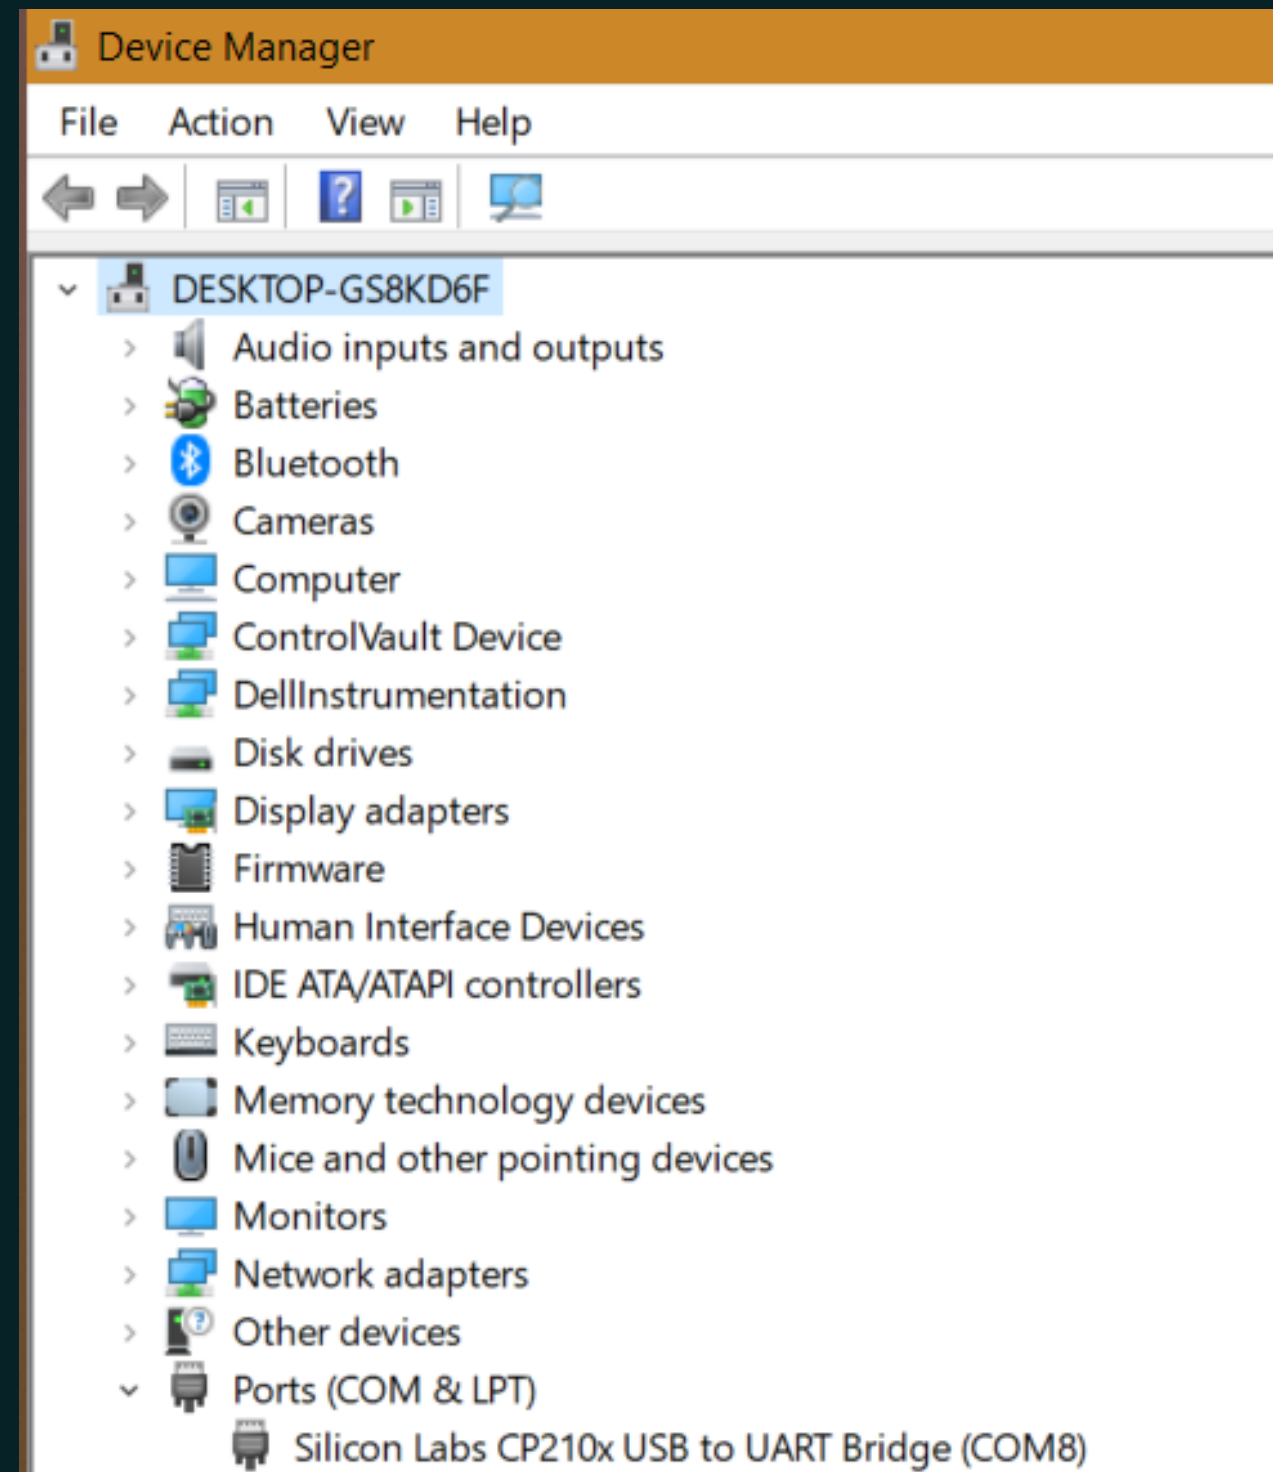 Device Manager
File Action View Help
DESKTOP-GS8KD6F
Audio inputs and outputs
Batteries
Bluetooth
Cameras
Computer
ControlVault Device
DellInstrumentation
Disk drives
Display adapters
Firmware
Human Interface Devices
IDE ATA/ATAPI controllers
Keyboards
Memory technology devices
Mice and other pointing devices
Monitors
Network adapters
Other devices
Ports (COM & LPT)
Silicon Labs CP210x USB to UART Bridge (COM8)